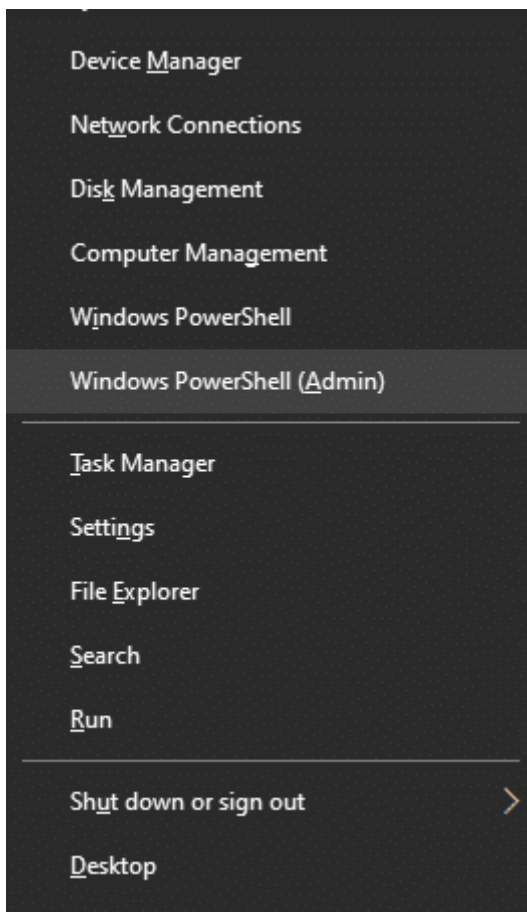 Device Manager
Network Connections
Disk Management
Computer Management
Windows PowerShell
Windows PowerShell (Admin)
Task Manager
Settings
File Explorer
Search
Run
Shut down or sign out
Desktop